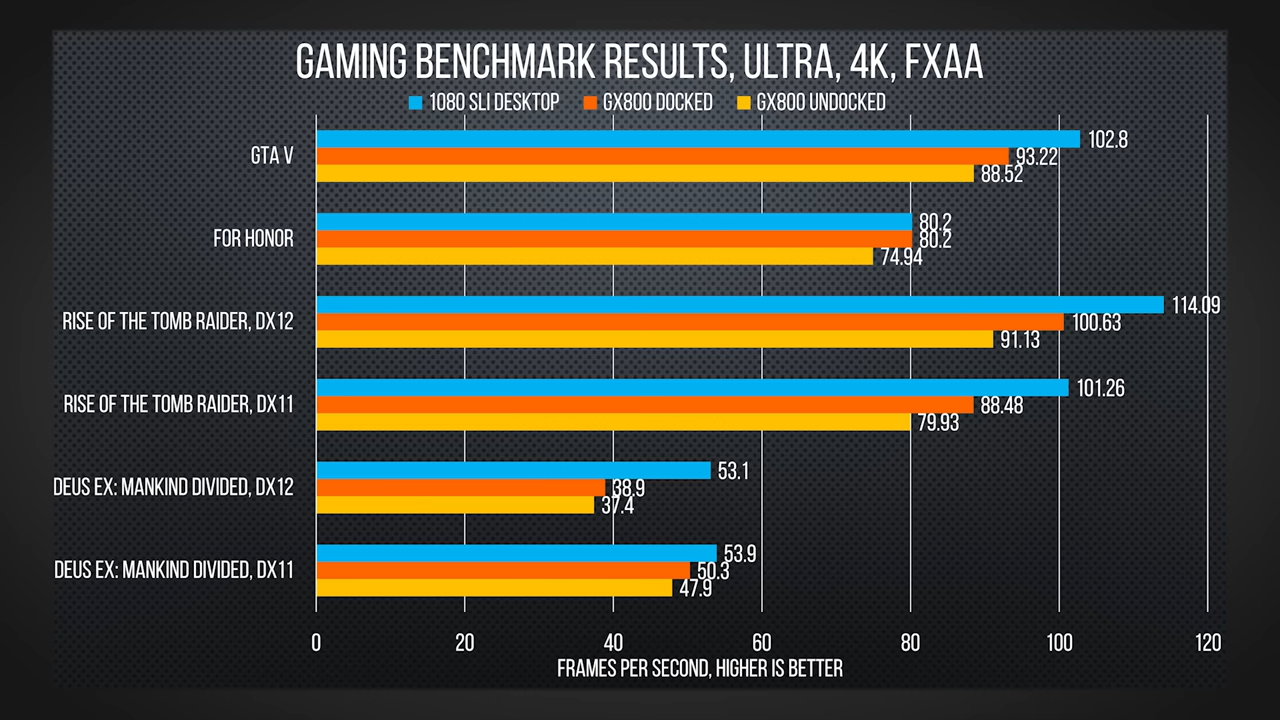 GAMING BENCHMARK RESULTS, ULTRA, 4K, FXAA
1080 SLI DESKTOP GX800 DOCKED GX800 UNDOCKED
GTA V
102.8
93.22
88.52
FOR HONOR
80.2
80.2
74.94
RISE OF THE TOMB RAIDER, DX12
114.09
100.63
91.13
RISE OF THE TOMB RAIDER, DX11
101.26
88.48
79.93
DEUS EX: MANKIND DIVIDED, DX12
53.1
38.9
37.4
DEUS EX: MANKIND DIVIDED, DX11
53.9
50.3
47.9
0 20 40 60 80 100 120
FRAMES PER SECOND, HIGHER IS BETTER